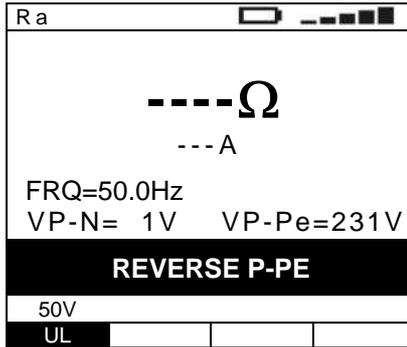 Ra
----Ω
---A
FRQ=50.0Hz
VP-N= 1V VP-Pe=231V
REVERSE P-PE
50V
UL